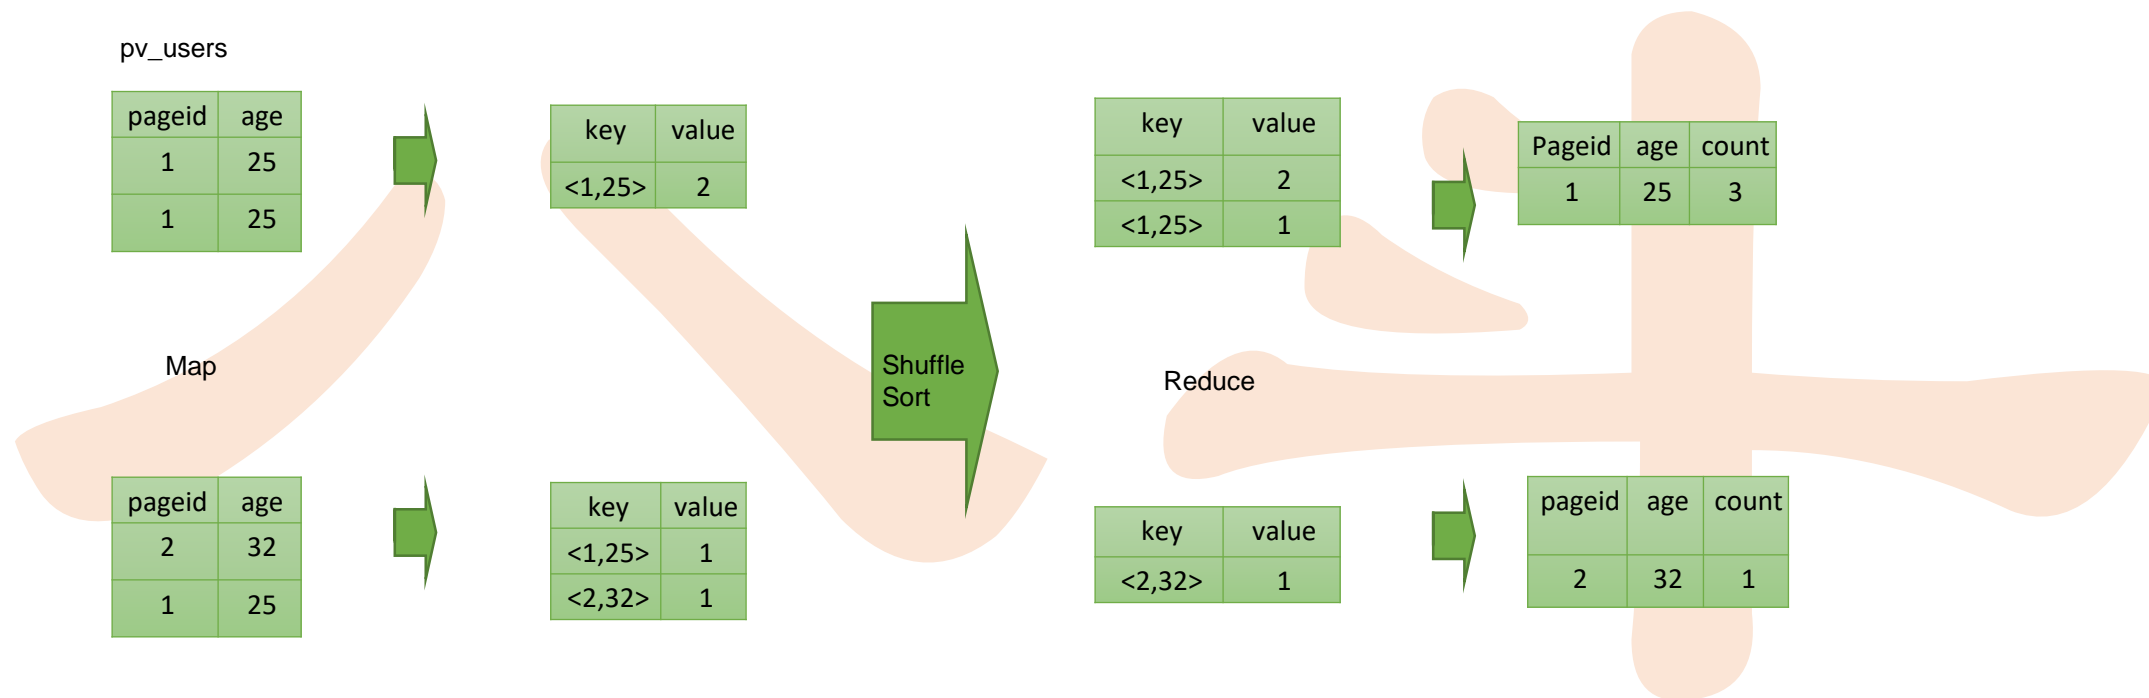 pv_users
pageid age
1 25
1 25
key value
<1,25> 2
key value
<1,25> 2
<1,25> 1
Pageid age count
1 25 3
Map
Shuffle
Sort
Reduce
pageid age
2 32
1 25
key value
<1,25> 1
<2,32> 1
key value
<2,32> 1
pageid age count
2 32 1